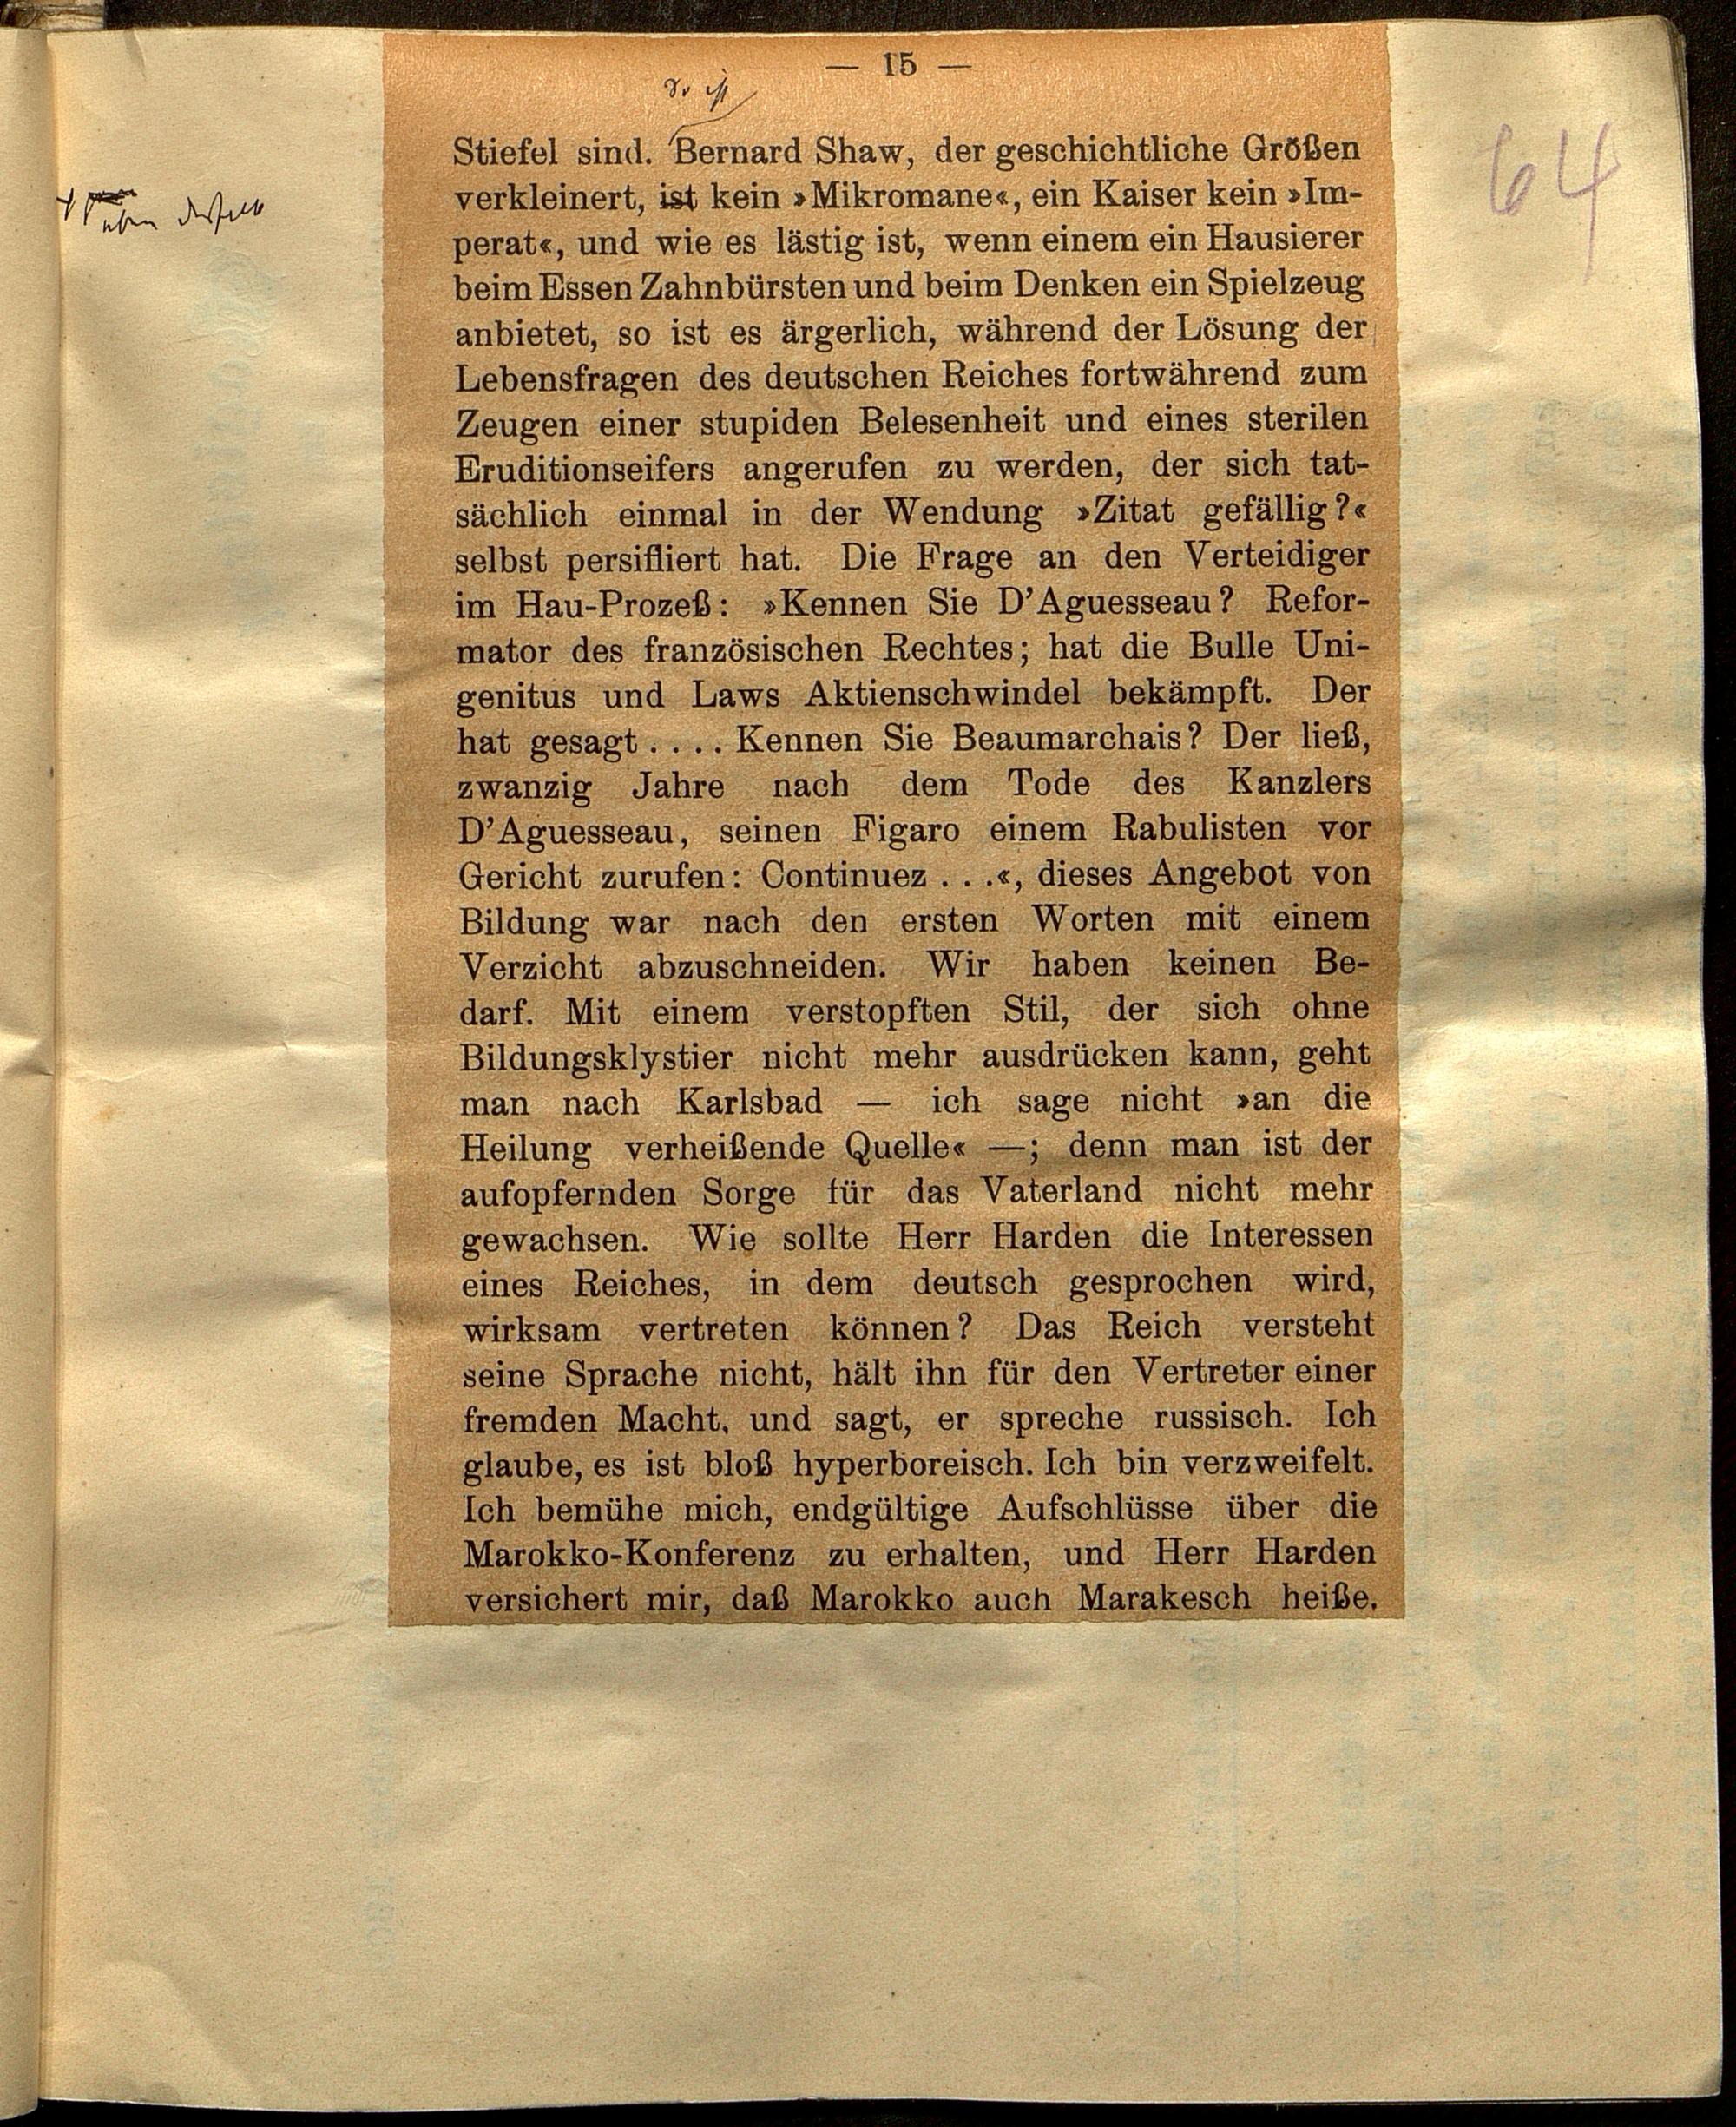 — 15 —
64
Stiefel sind. Bernard Shaw, der geschichtliche Größen
verkleinert, ist kein »Mikromane«, ein Kaiser kein »Im-
perat«, und wie es lästig ist, wenn einem ein Hausierer
beim Essen Zahnbürsten und beim Denken ein Spielzeug
anbietet, so ist es ärgerlich, während der Lösung der
Lebensfragen des deutschen Reiches fortwährend zum
Zeugen einer stupiden Belesenheit und eines sterilen
Eruditionseifers angerufen zu werden, der sich tat-
sächlich einmal in der Wendung »Zitat gefällig?«
selbst persifliert hat. Die Frage an den Verteidiger
im Hau-Prozeß: »Kennen Sie D'Aguesseau? Refor-
mator des französischen Rechtes; hat die Bulle Uni-
genitus und Laws Aktienschwindel bekämpft. Der
hat gesagt .... Kennen Sie Beaumarchais? Der ließ,
zwanzig Jahre nach dem Tode des Kanzlers
D'Aguesseau, seinen Figaro einem Rabulisten vor
Gericht zurufen: Continuez ...«, dieses Angebot von
Bildung war nach den ersten Worten mit einem
Verzicht abzuschneiden. Wir haben keinen Be-
darf. Mit einem verstopften Stil, der sich ohne
Bildungsklystier nicht mehr ausdrücken kann, geht
man nach Karlsbad — ich sage nicht »an die
Heilung verheißende Quelle« —; denn man ist der
aufopfernden Sorge für das Vaterland nicht mehr
gewachsen. Wie sollte Herr Harden die Interessen
eines Reiches, in dem deutsch gesprochen wird,
wirksam vertreten können? Das Reich versteht
seine Sprache nicht, hält ihn für den Vertreter einer
fremden Macht, und sagt, er spreche russisch. Ich
glaube, es ist bloß hyperboreisch. Ich bin verzweifelt.
Ich bemühe mich, endgültige Aufschlüsse über die
Marokko-Konferenz zu erhalten, und Herr Harden
versichert mir, daß Marokko auch Marakesch heiße.